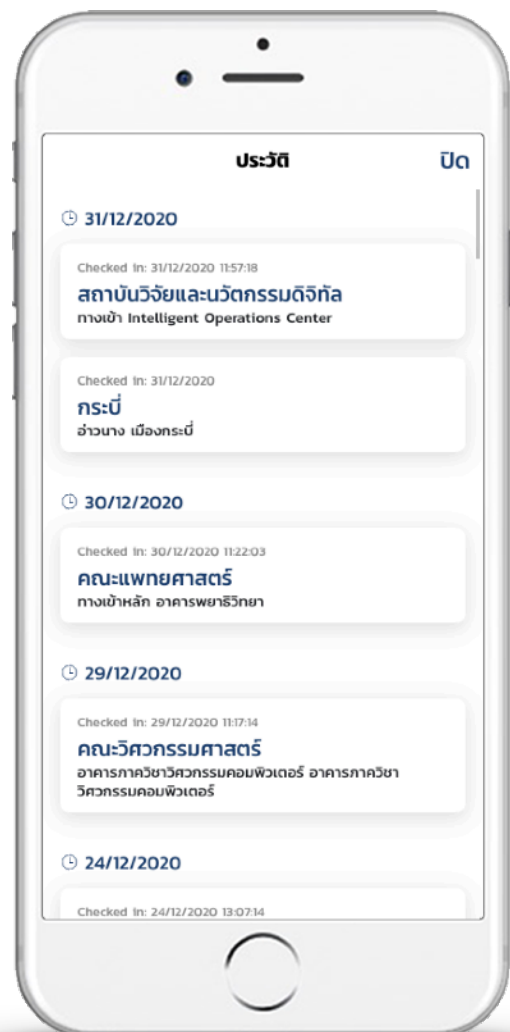 ประวัติ
ปิด
31/12/2020
Checked in: 31/12/2020 11:57:18
สถาบันวิจัยและนวัตกรรมดิจิทัล
ทางเข้า Intelligent Operations Center
Checked in: 31/12/2020
กระบี่
อ่าวนาง เมืองกระบี่
30/12/2020
Checked in: 30/12/2020 11:22:03
คณะแพทยศาสตร์
ทางเข้าหลัก อาคารพยาธิวิทยา
29/12/2020
Checked in: 29/12/2020 11:17:14
คณะวิศวกรรมศาสตร์
อาคารภาควิชาวิศวกรรมคอมพิวเตอร์ อาคารภาควิชา
วิศวกรรมคอมพิวเตอร์
24/12/2020
Checked in: 24/12/2020 13:07:14